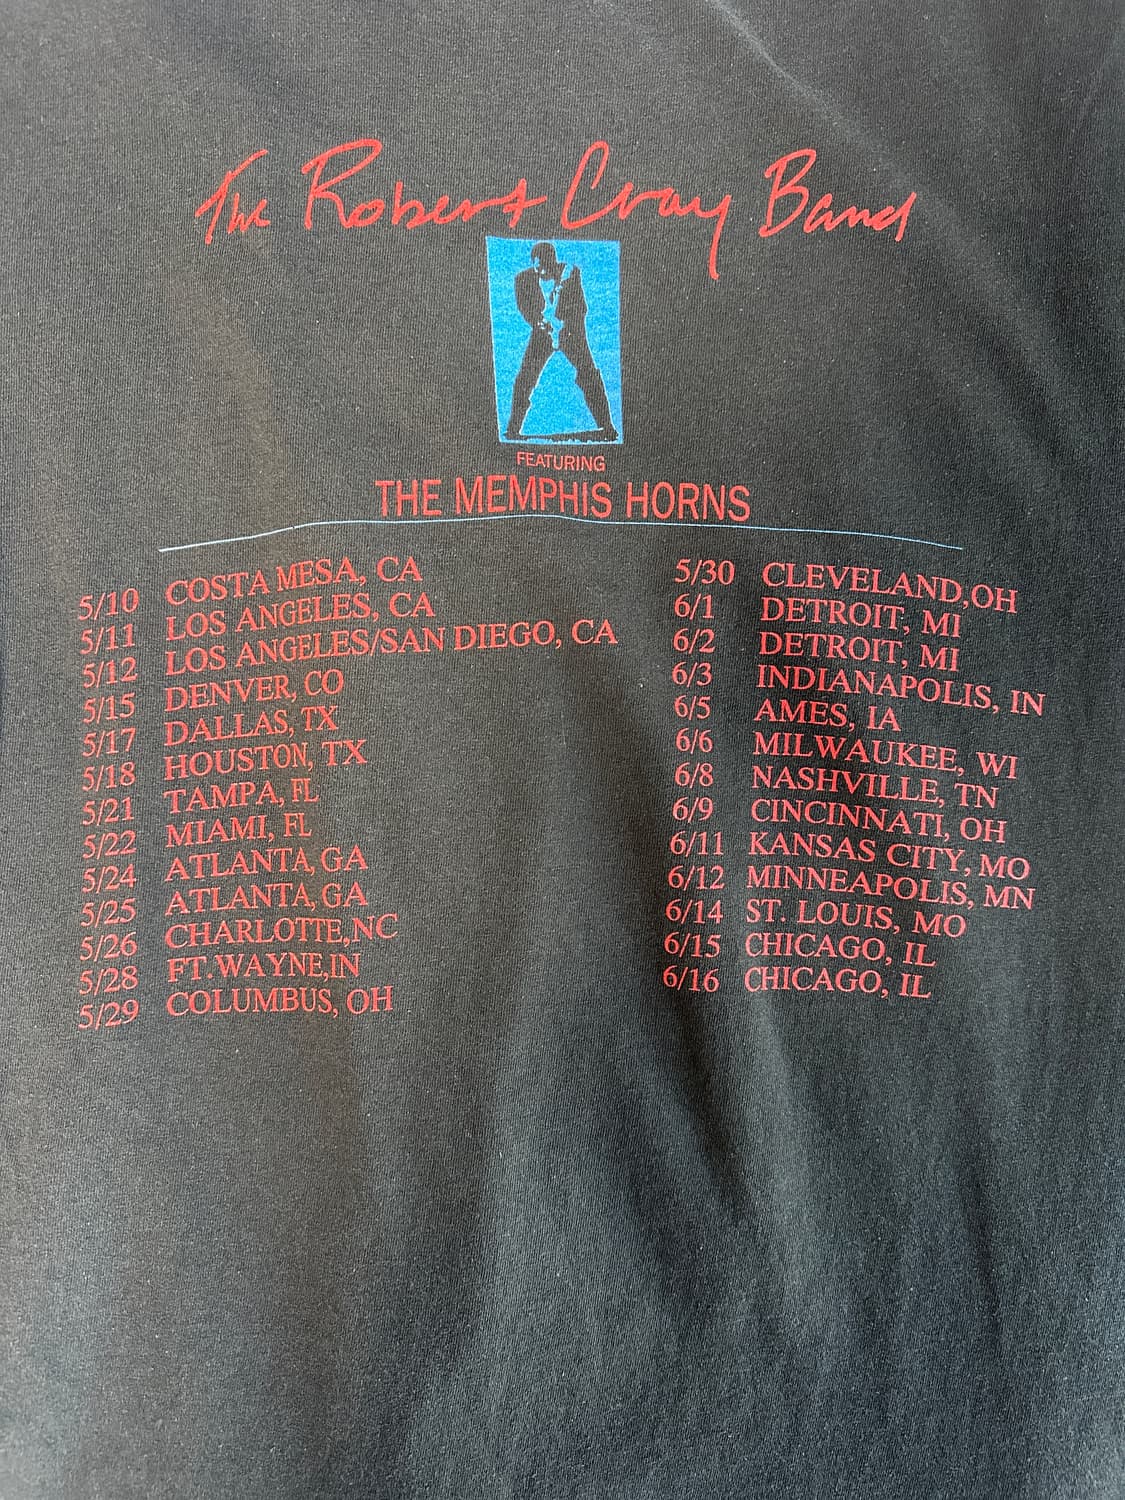 The Robert Cray Band
FEATURING
THE MEMPHIS HORNS
5/10 COSTA MESA, CA
5/11 LOS ANGELES, CA
5/12 LOS ANGELES/SAN DIEGO, CA
5/15 DENVER, CO
5/17 DALLAS, TX
5/18 HOUSTON, TX
5/21 TAMPA, FL
5/22 MIAMI, FL
5/24 ATLANTA, GA
5/25 ATLANTA, GA
5/26 CHARLOTTE,NC
5/28 FT.WAYNE,IN
5/29 COLUMBUS, OH
5/30 CLEVELAND,OH
6/1 DETROIT, MI
6/2 DETROIT, MI
6/3 INDIANAPOLIS, IN
6/5 AMES, IA
6/6 MILWAUKEE, WI
6/8 NASHVILLE, TN
6/9 CINCINNATI, OH
6/11 KANSAS CITY, MO
6/12 MINNEAPOLIS, MN
6/14 ST. LOUIS, MO
6/15 CHICAGO, IL
6/16 CHICAGO, IL